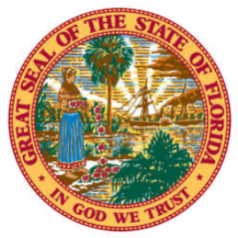 GREAT SEAL OF THE STATE OF FLORIDA
IN GOD WE TRUST